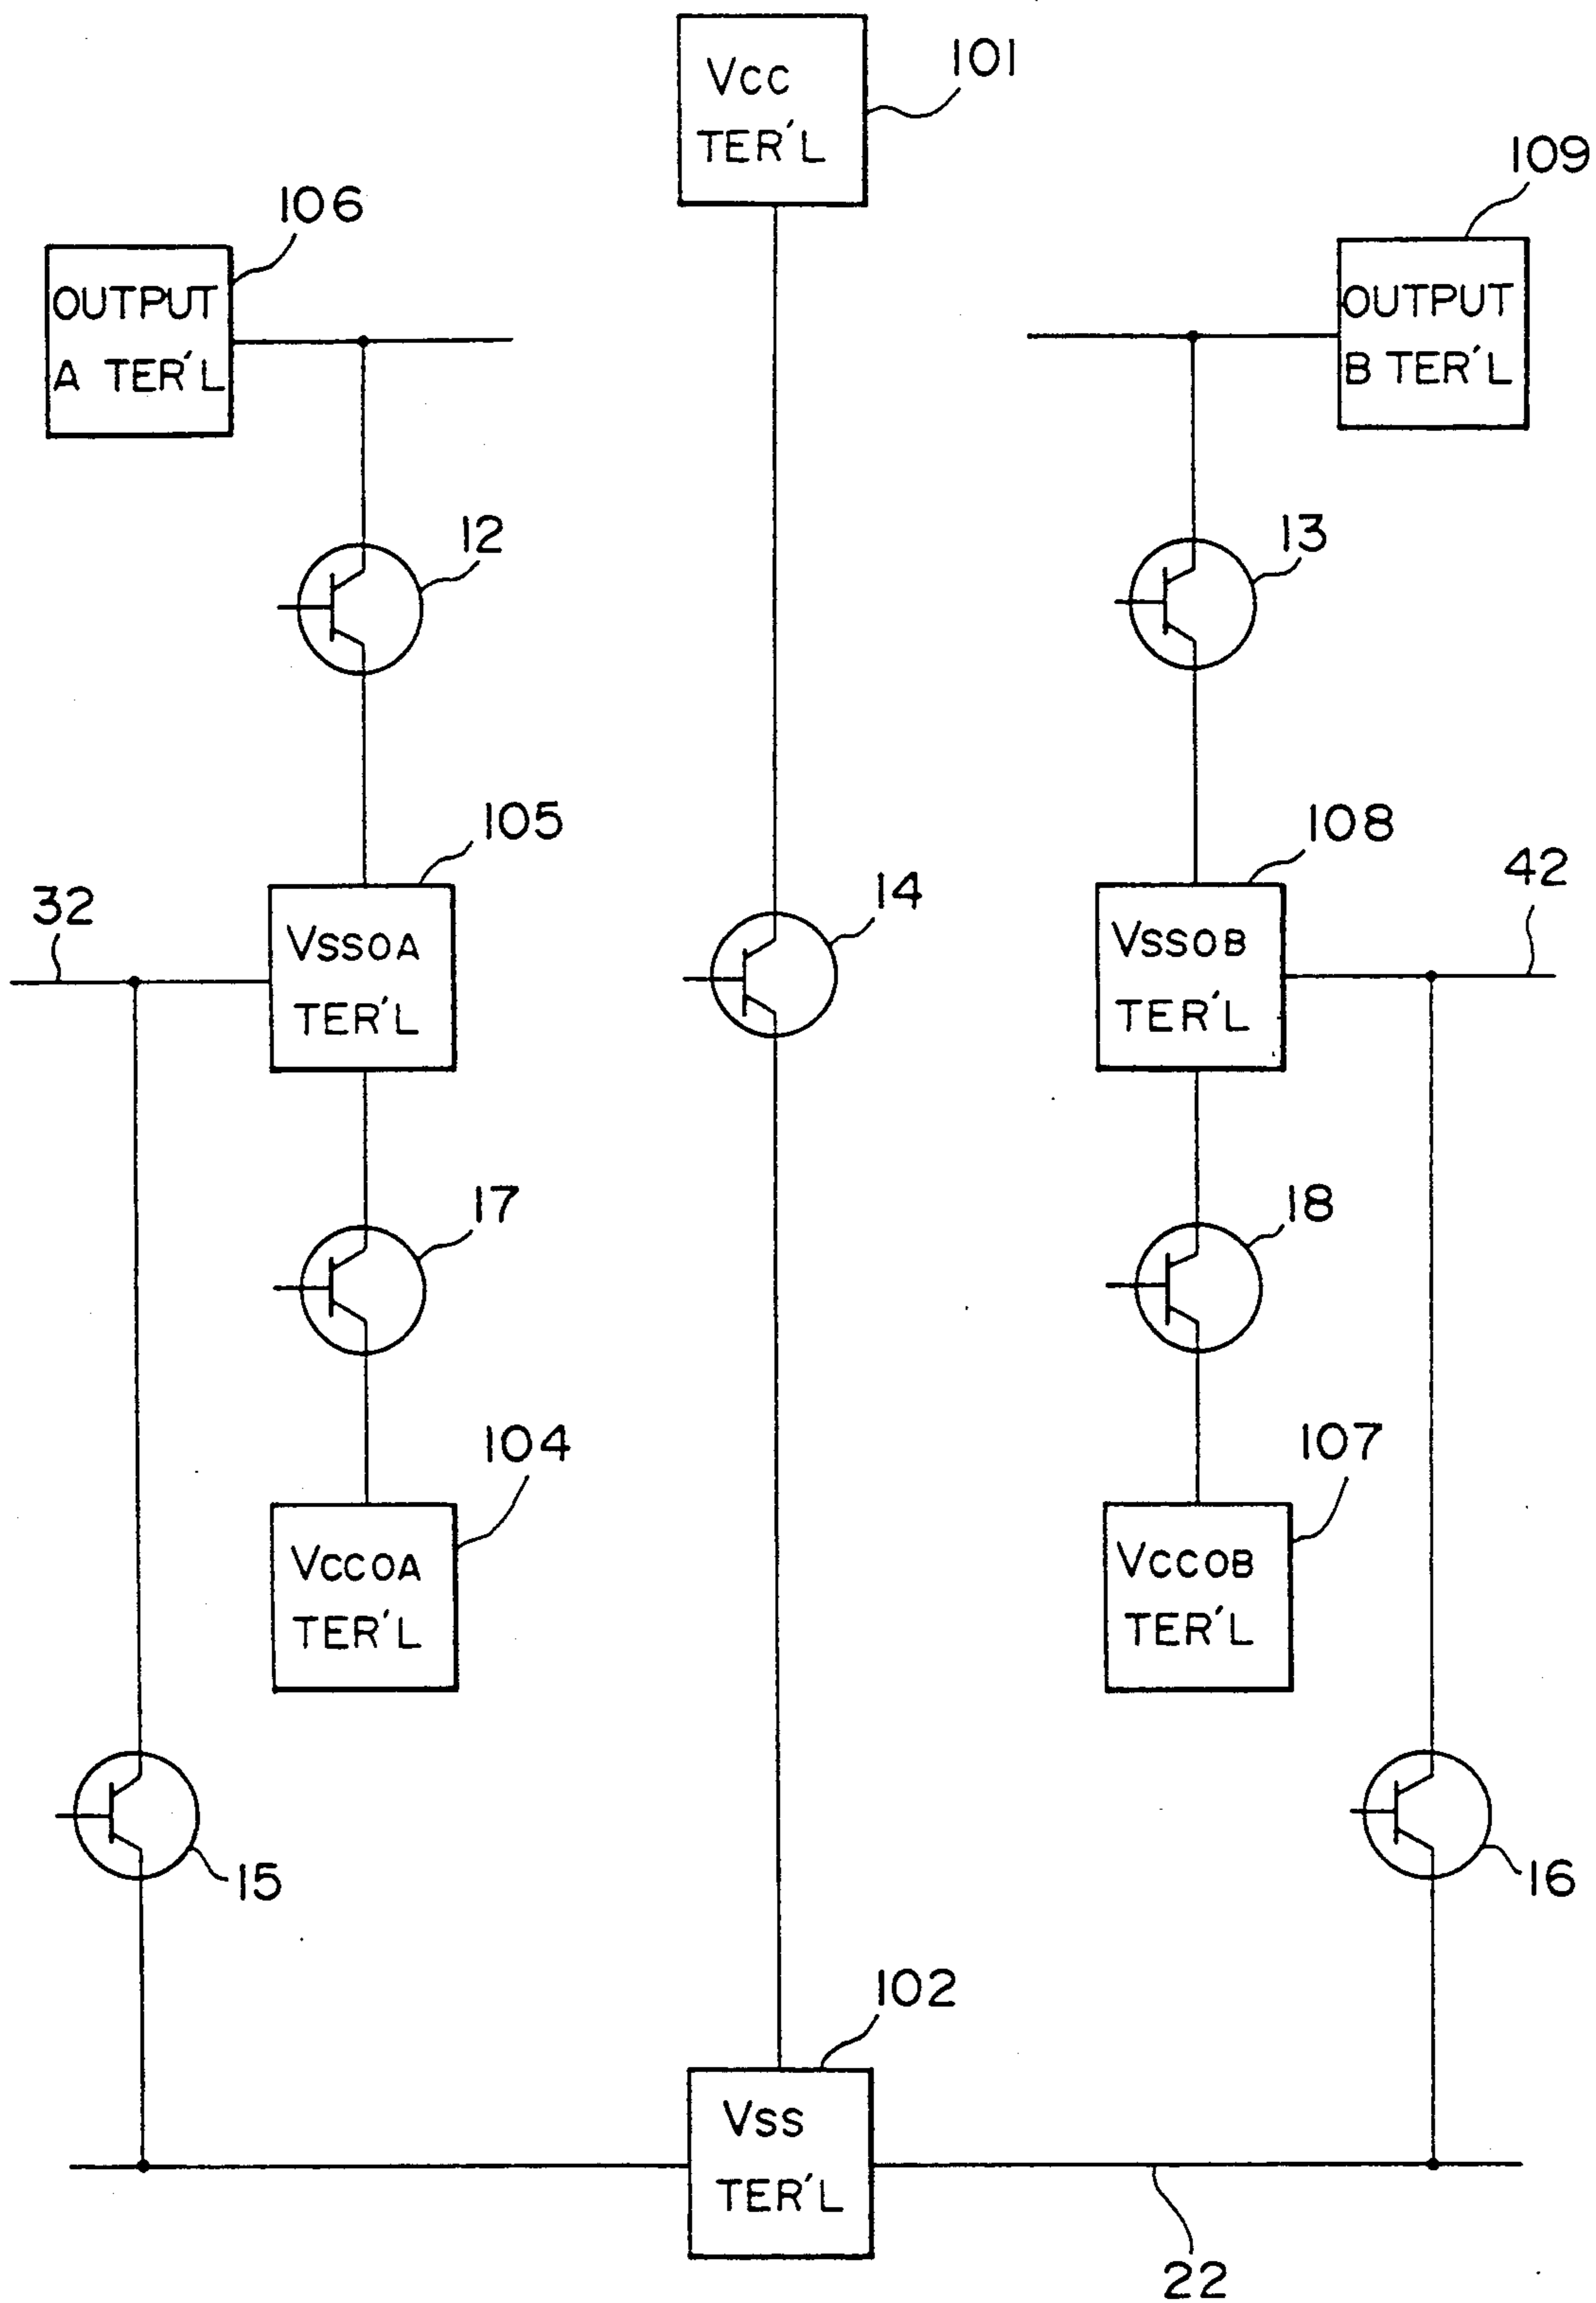 Vcc
TER'L
101
109
106
OUTPUT
A TER'L
OUTPUT
B TER'L
12
13
105
108
32
42
VSSOA
TER'L
14
VSSOB
TER'L
17
18
104
107
VCCOA
TER'L
VCCOB
TER'L
15
16
102
VSS
TER'L
22